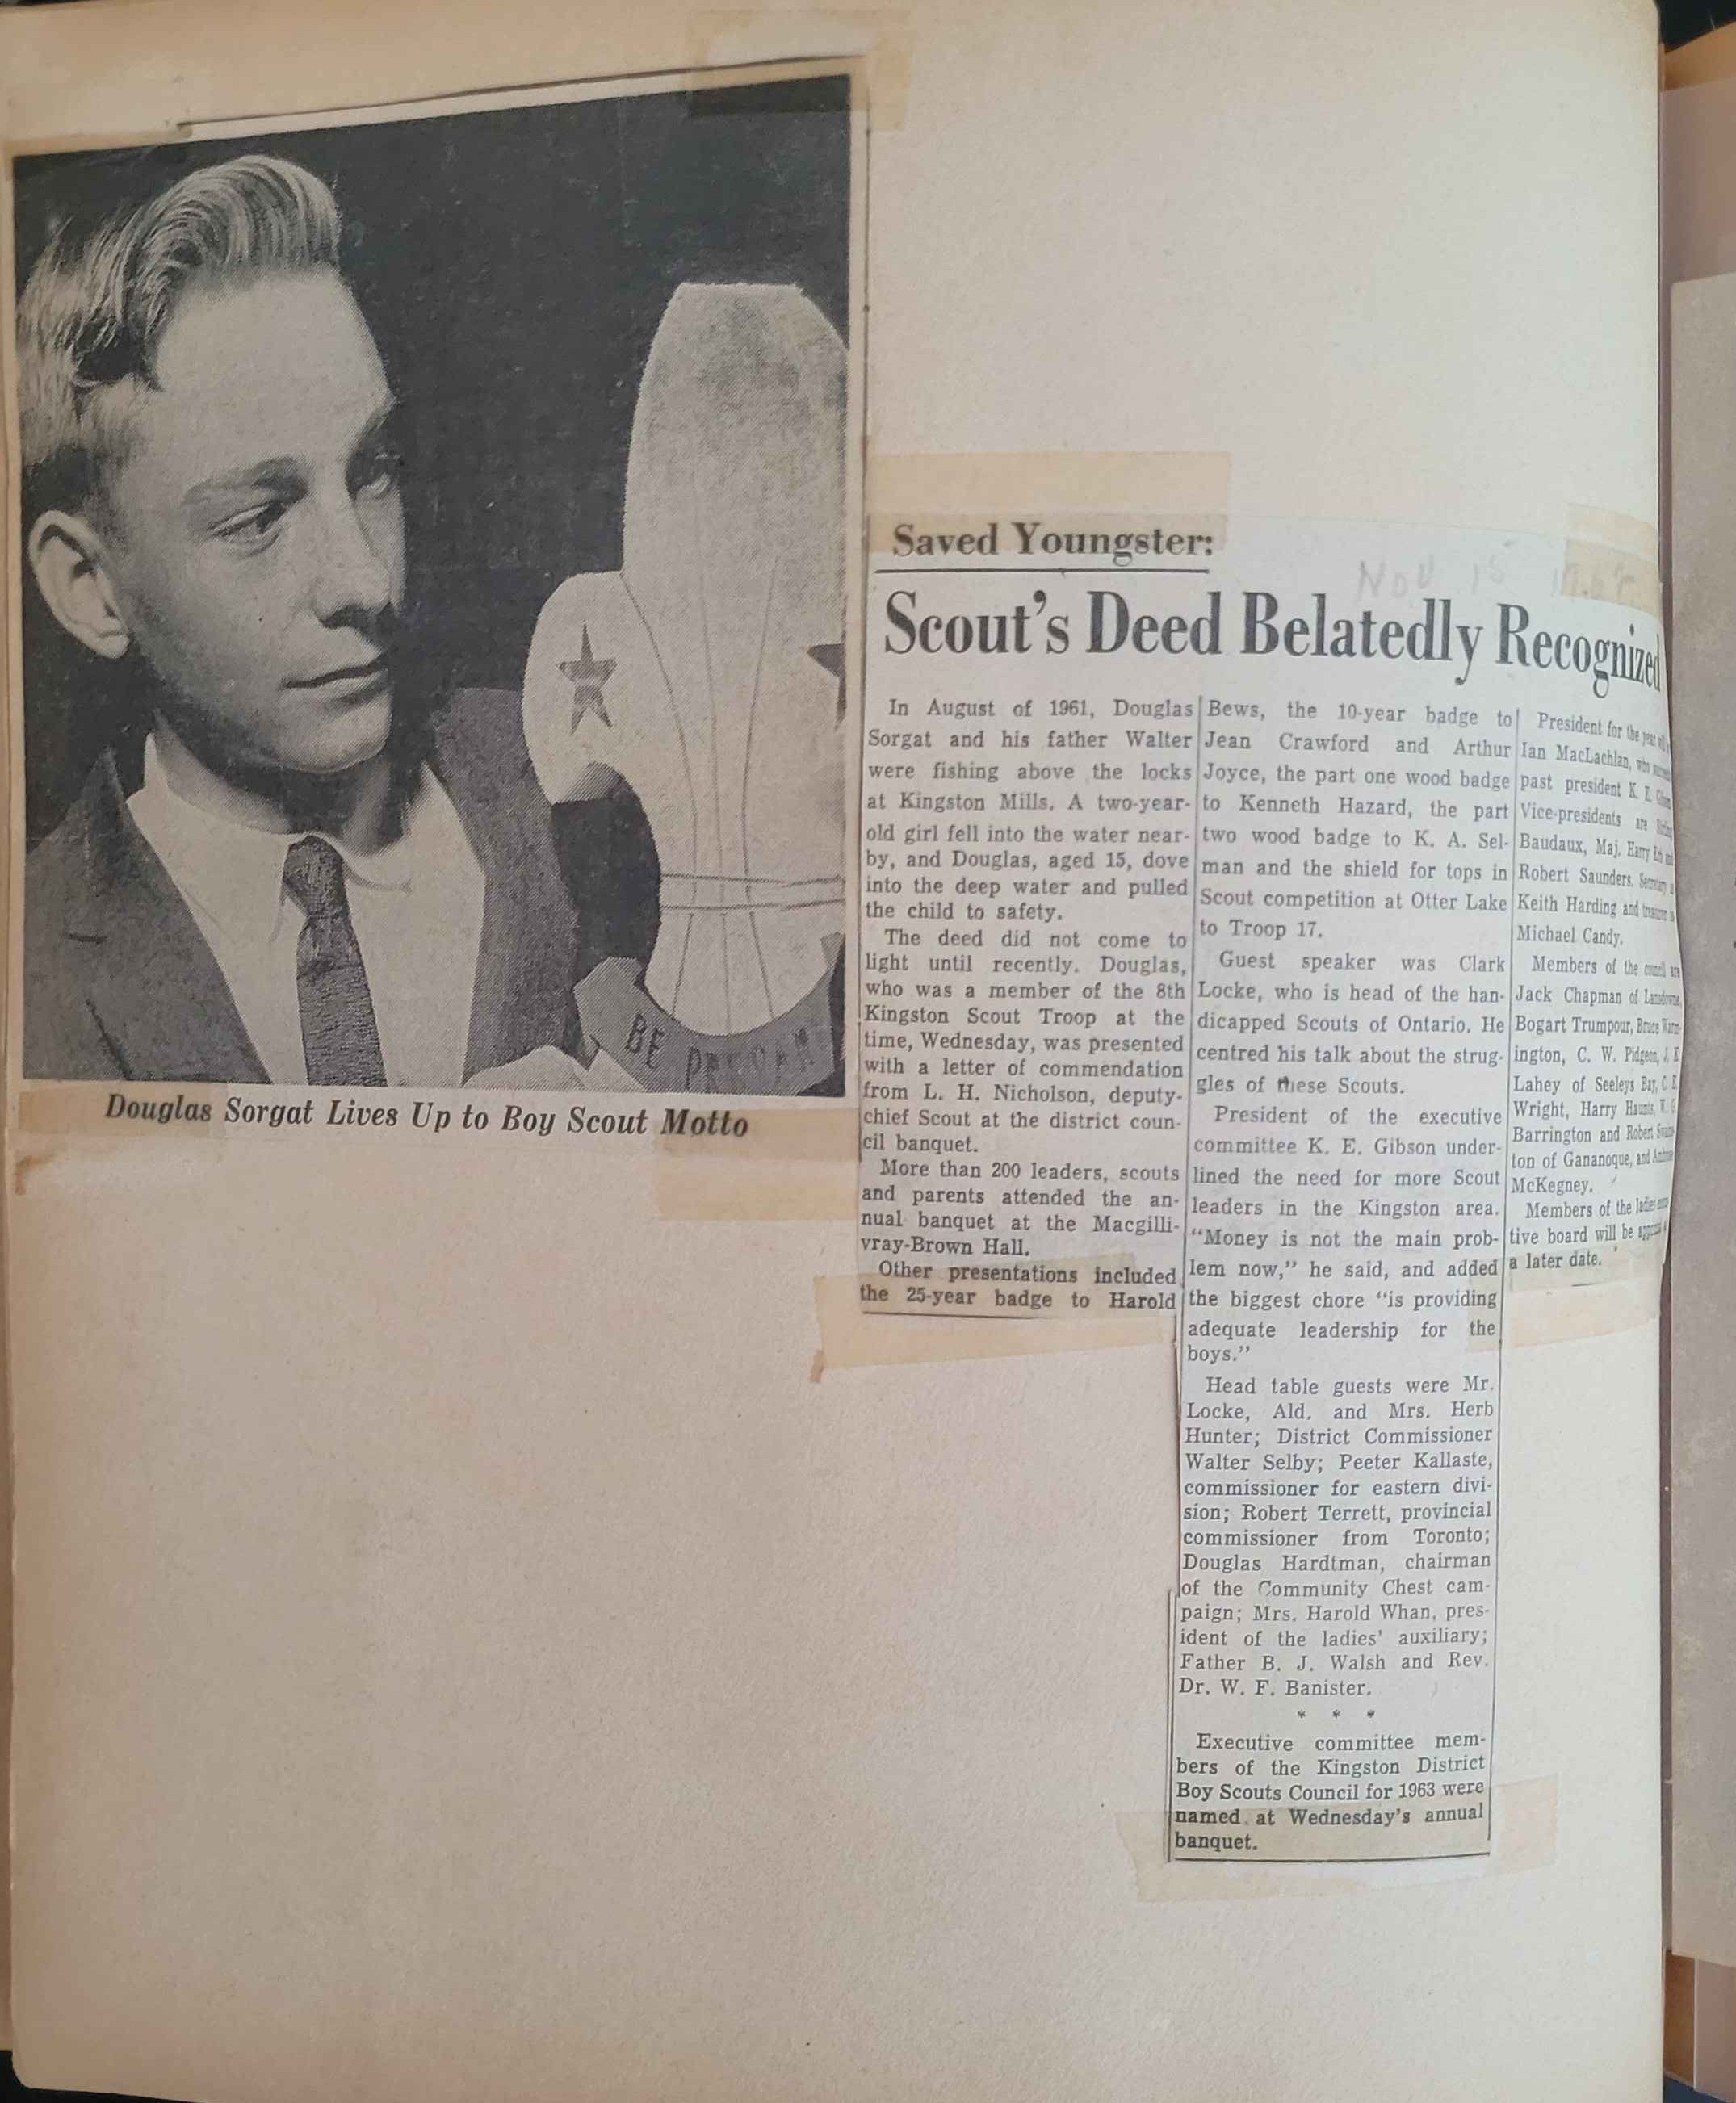 BE PREPAR
Douglas Sorgat Lives Up to Boy Scout Motto
Saved Youngster:
Nov 15
Scout's Deed Belatedly Recognized
In August of 1961, Douglas
Sorgat and his father Walter
were fishing above the locks
at Kingston Mills. A two-year-
old girl fell into the water near-
by, and Douglas, aged 15, dove
into the deep water and pulled
the child to safety.
The deed did not come to
light until recently. Douglas,
who was a member of the 8th
Kingston Scout Troop at the
time, Wednesday, was presented
with a letter of commendation
from L. H. Nicholson, deputy-
chief Scout at the district coun-
cil banquet.
More than 200 leaders, scouts
and parents attended the an-
nual banquet at the Macgilli-
vray-Brown Hall.
Other presentations included
the 25-year badge to Harold
Bews, the 10-year badge to
Jean Crawford and Arthur
Joyce, the part one wood badge
to Kenneth Hazard, the part
two wood badge to K. A. Sel-
man and the shield for tops in
Scout competition at Otter Lake
to Troop 17.
Guest speaker was Clark
Locke, who is head of the han-
dicapped Scouts of Ontario. He
centred his talk about the strug-
gles of these Scouts.
President of the executive
committee K. E. Gibson under-
lined the need for more Scout
leaders in the Kingston area.
"Money is not the main prob-
lem now," he said, and added
the biggest chore "is providing
adequate leadership for the
boys."
Head table guests were Mr.
Locke, Ald. and Mrs. Herb
Hunter; District Commissioner
Walter Selby; Peeter Kallaste,
commissioner for eastern divi-
sion; Robert Terrett, provincial
commissioner from Toronto;
Douglas Hardtman, chairman
of the Community Chest cam-
paign; Mrs. Harold Whan, pres-
ident of the ladies' auxiliary;
Father B. J. Walsh and Rev.
Dr. W. F. Banister.
* * *
Executive committee mem-
bers of the Kingston District
Boy Scouts Council for 1963 were
named at Wednesday's annual
banquet.
President for the year
Ian MacLachlan, who
past president K. E.
Vice-presidents are
Baudaux, Maj. Harry
Robert Saunders. Secretary is
Keith Harding and treasurer is
Michael Candy.
Members of the council are
Jack Chapman of Lansdowne,
Bogart Trumpour, Bruce Warm-
ington, C. W. Pidgeon, J. E.
Lahey of Seeleys Bay, C. E.
Wright, Harry Haunts,
Barrington and Robert
ton of Gananoque, and
McKegney.
Members of the ladies
tive board will be
a later date.